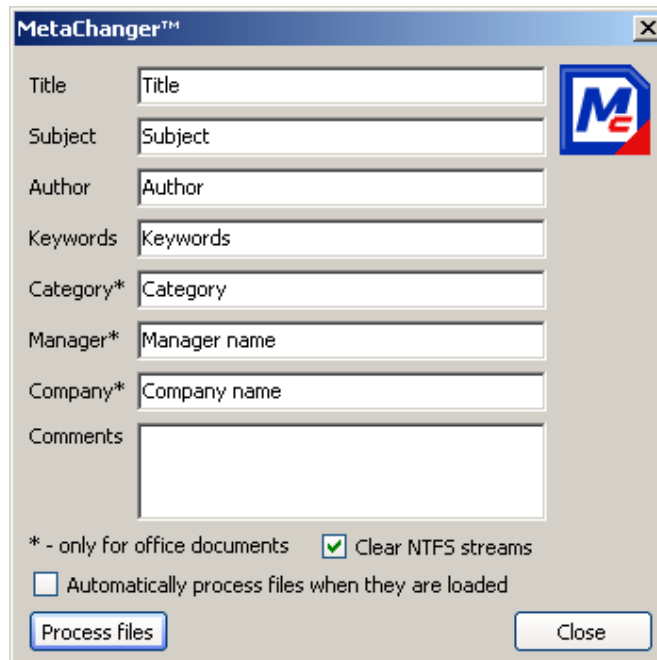 MetaChanger™
Title Title
Mc
Subject Subject
Author Author
Keywords Keywords
Category* Category
Manager* Manager name
Company* Company name
Comments
* - only for office documents Clear NTFS streams
Automatically process files when they are loaded
Process files Close